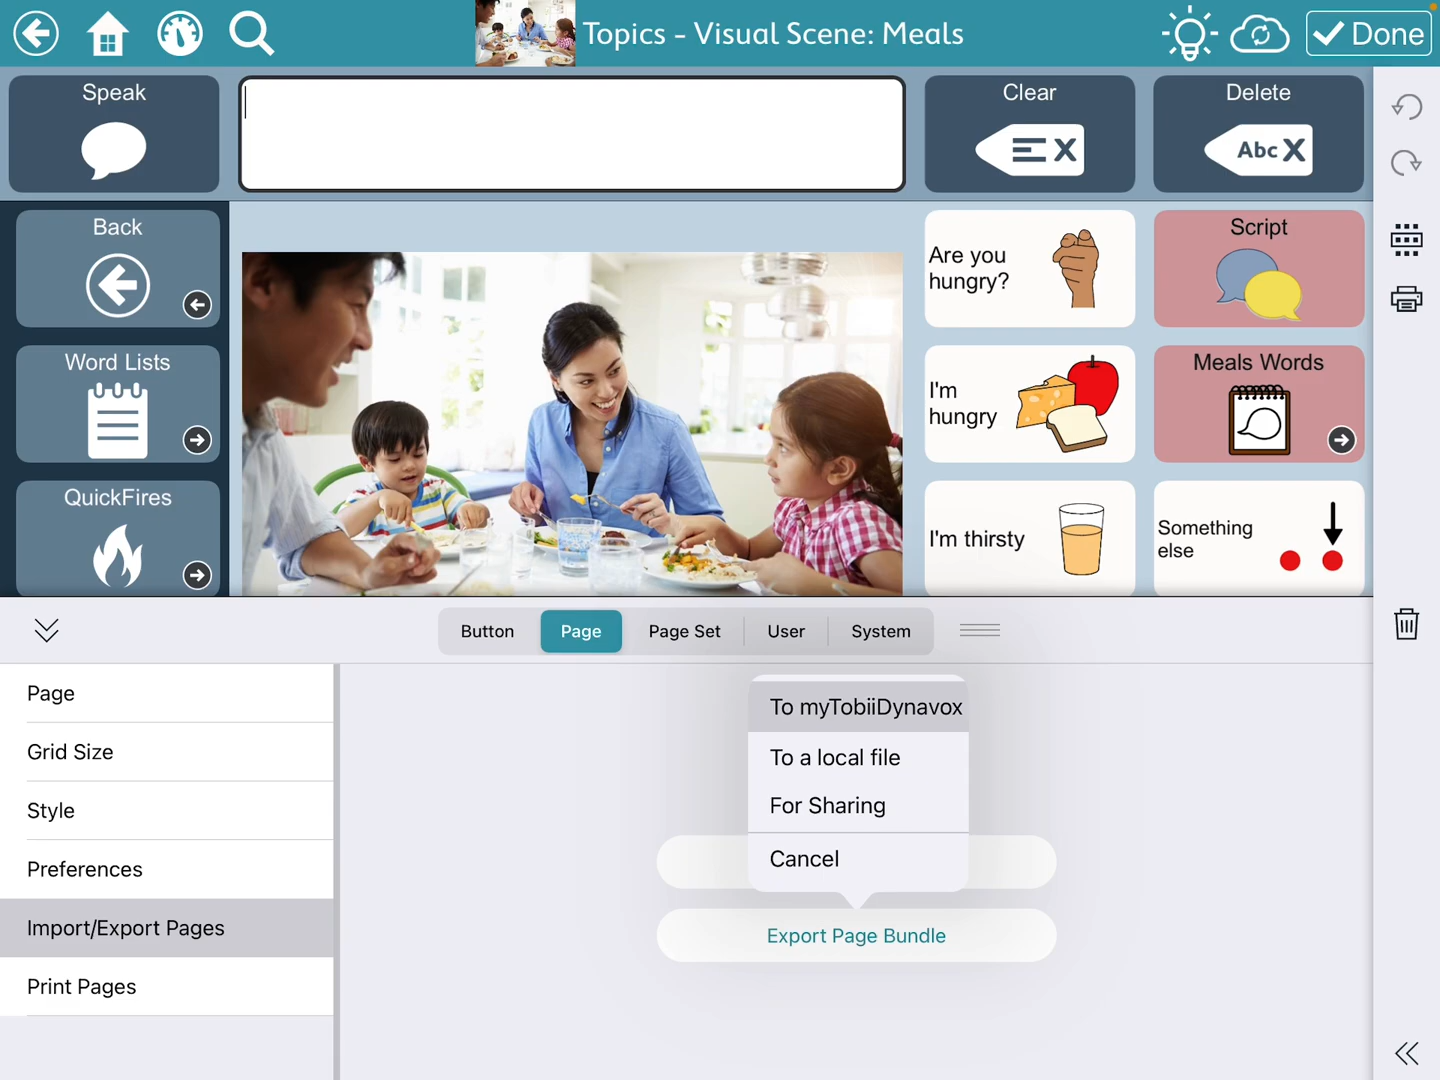 Topics - Visual Scene: Meals
Done
Speak
Clear
Delete
Abc X
Back
Word Lists
QuickFires
Are you
hungry?
Script
I'm
hungry
Meals Words
I'm thirsty
Something
else
Button
Page
Page Set
User
System
Page
Grid Size
Style
Preferences
Import/Export Pages
Print Pages
To myTobiiDynavox
To a local file
For Sharing
Cancel
Export Page Bundle